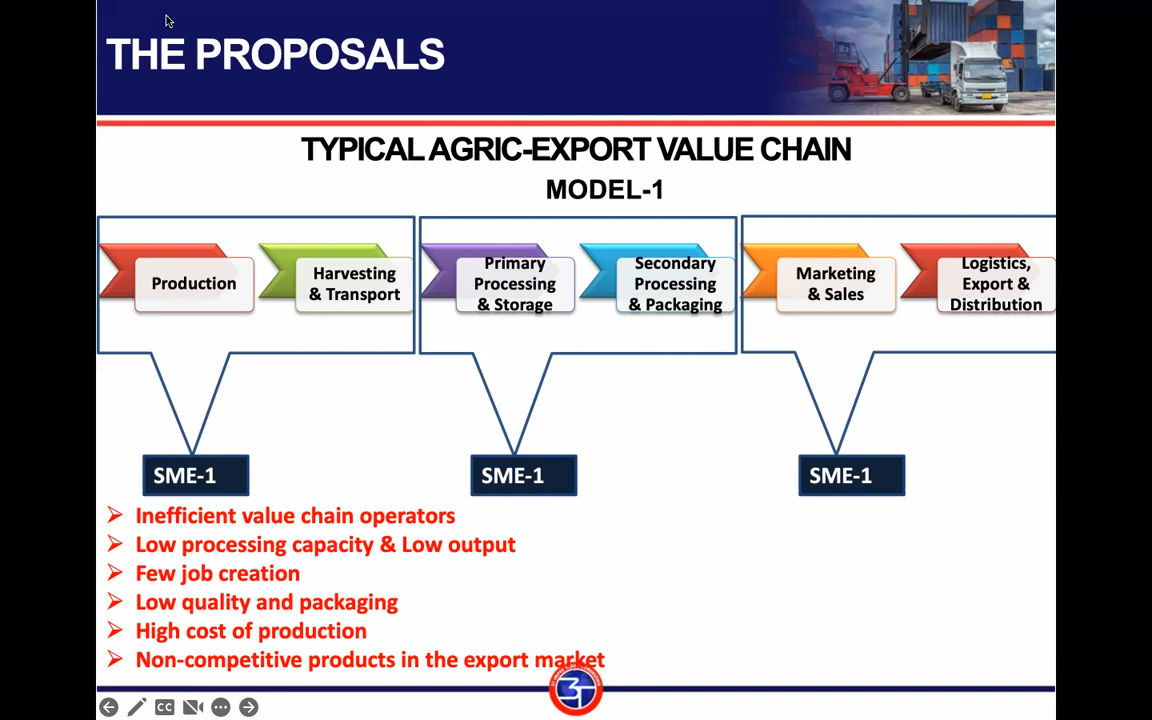 THE PROPOSALS
TYPICAL AGRIC-EXPORT VALUE CHAIN
MODEL-1
Production
Harvesting
& Transport
Primary
Processing
& Storage
Secondary
Processing
& Packaging
Marketing
& Sales
Logistics,
Export &
Distribution
SME-1
SME-1
SME-1
➢ Inefficient value chain operators
➢ Low processing capacity & Low output
➢ Few job creation
➢ Low quality and packaging
➢ High cost of production
➢ Non-competitive products in the export market
3T
CC